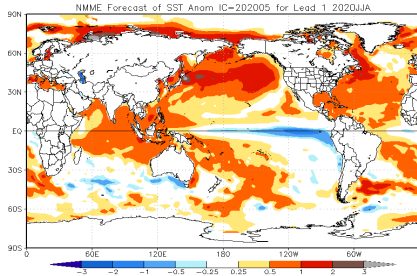 NMME Forecast of SST Anom IC=202005 for Lead 1 2020JJA
90N
60N
30N
EQ
30S
60S
90S
0 60E 120E 180 120W 60W 0
-3 -2 -1 -0.5 -0.25 0.25 0.5 1 2 3